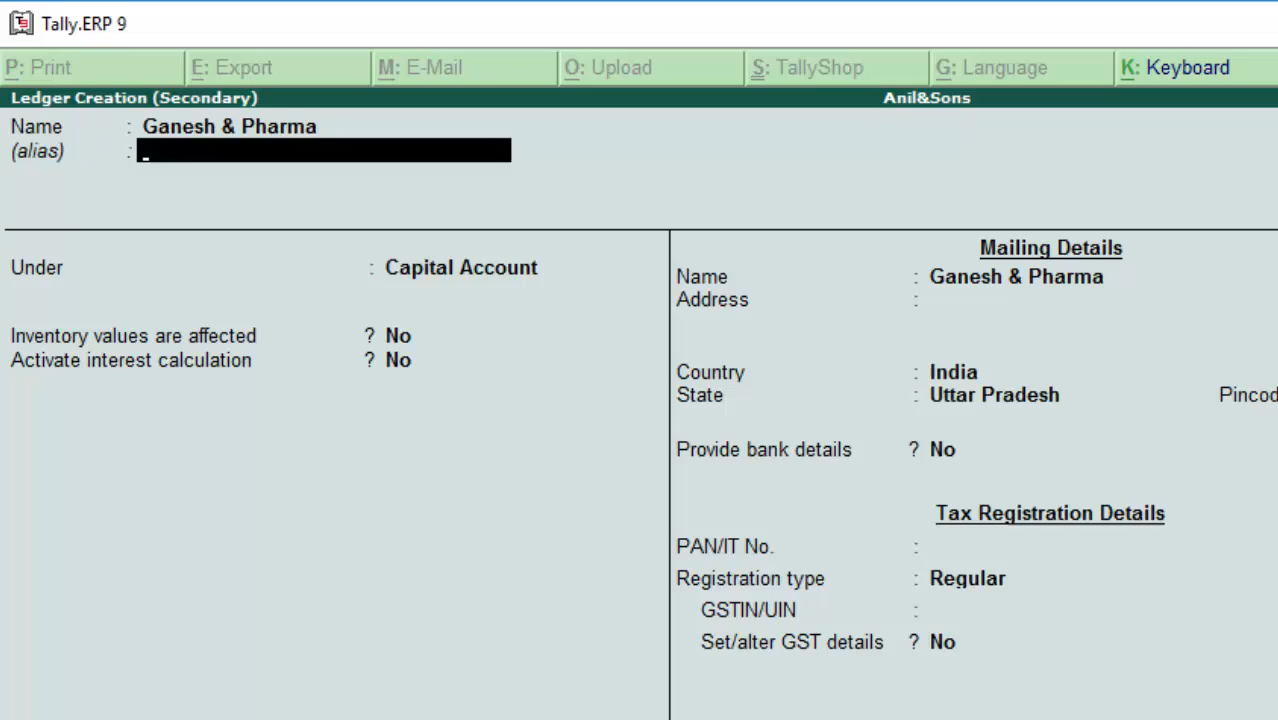 Tally.ERP 9
P: Print E: Export M: E-Mail O: Upload S: TallyShop G: Language K: Keyboard
Ledger Creation (Secondary) Anil&Sons
Name : Ganesh & Pharma
(alias) :
Under : Capital Account
Inventory values are affected ? No
Activate interest calculation ? No
Mailing Details
Name : Ganesh & Pharma
Address :
Country : India
State : Uttar Pradesh Pincod
Provide bank details ? No
Tax Registration Details
PAN/IT No. :
Registration type : Regular
GSTIN/UIN :
Set/alter GST details ? No